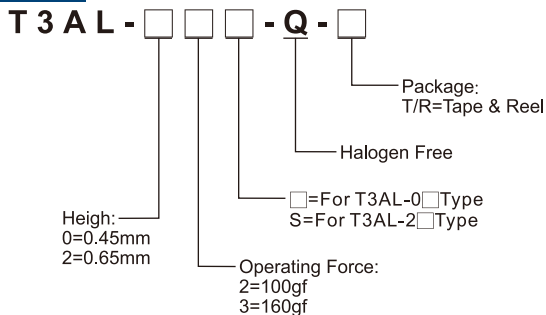 T3AL-□□□-Q-□
Package:
T/R=Tape & Reel
Halogen Free
□=For T3AL-0□Type
S=For T3AL-2□Type
Heigh:
0=0.45mm
2=0.65mm
Operating Force:
2=100gf
3=160gf